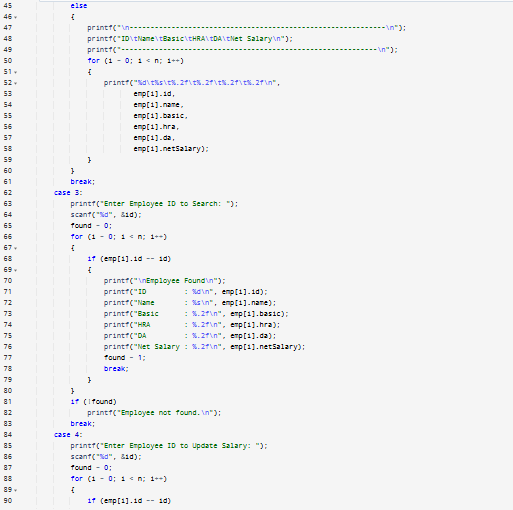 45 else
46 {
47 printf("\n--------------------------------------------------------------\n");
48 printf("ID\tName\tBasic\tHRA\tDA\tNet Salary\n");
49 printf("--------------------------------------------------------------\n");
50 for (i = 0; i < n; i++)
51 {
52 printf("%d\t%s\t%.2f\t%.2f\t%.2f\t%.2f\n",
53 emp[i].id,
54 emp[i].name,
55 emp[i].basic,
56 emp[i].hra,
57 emp[i].da,
58 emp[i].netSalary);
59 }
60 }
61 break;
62 case 3:
63 printf("Enter Employee ID to Search: ");
64 scanf("%d", &id);
65 found = 0;
66 for (i = 0; i < n; i++)
67 {
68 if (emp[i].id == id)
69 {
70 printf("\nEmployee Found\n");
71 printf("ID         : %d\n", emp[i].id);
72 printf("Name       : %s\n", emp[i].name);
73 printf("Basic      : %.2f\n", emp[i].basic);
74 printf("HRA        : %.2f\n", emp[i].hra);
75 printf("DA         : %.2f\n", emp[i].da);
76 printf("Net Salary : %.2f\n", emp[i].netSalary);
77 found = 1;
78 break;
79 }
80 }
81 if (!found)
82 printf("Employee not found.\n");
83 break;
84 case 4:
85 printf("Enter Employee ID to Update Salary: ");
86 scanf("%d", &id);
87 found = 0;
88 for (i = 0; i < n; i++)
89 {
90 if (emp[i].id == id)